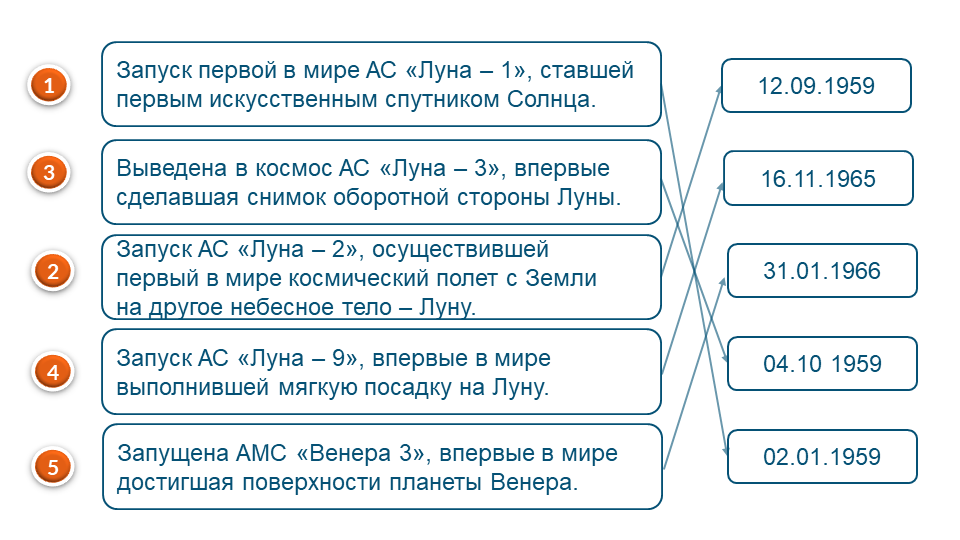 1
Запуск первой в мире АС «Луна – 1», ставшей
первым искусственным спутником Солнца.
12.09.1959
3
Выведена в космос АС «Луна – 3», впервые
сделавшая снимок оборотной стороны Луны.
16.11.1965
2
Запуск АС «Луна – 2», осуществившей
первый в мире космический полет с Земли
на другое небесное тело – Луну.
31.01.1966
4
Запуск АС «Луна – 9», впервые в мире
выполнившей мягкую посадку на Луну.
04.10 1959
5
Запущена АМС «Венера 3», впервые в мире
достигшая поверхности планеты Венера.
02.01.1959